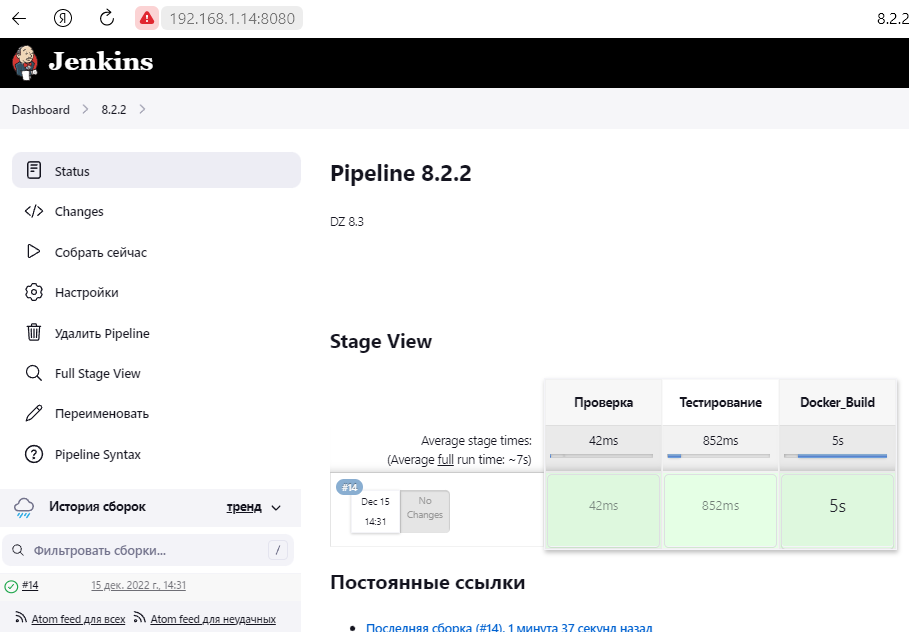 192.168.1.14:8080
8.2.2
Jenkins
Dashboard
8.2.2
Status
Changes
Собрать сейчас
Настройки
Удалить Pipeline
Full Stage View
Переименовать
Pipeline Syntax
История сборок
тренд
Фильтровать сборки...
/
#14
15 дек. 2022 г., 14:31
Atom feed для всех
Atom feed для неудачных
Pipeline 8.2.2
DZ 8.3
Stage View
Проверка
Тестирование
Docker_Build
Average stage times:
(Average full run time: ~7s)
42ms
852ms
5s
#14
Dec 15
14:31
No
Changes
42ms
852ms
5s
Постоянные ссылки
Последняя сборка (#14), 1 минута 37 секунд назад